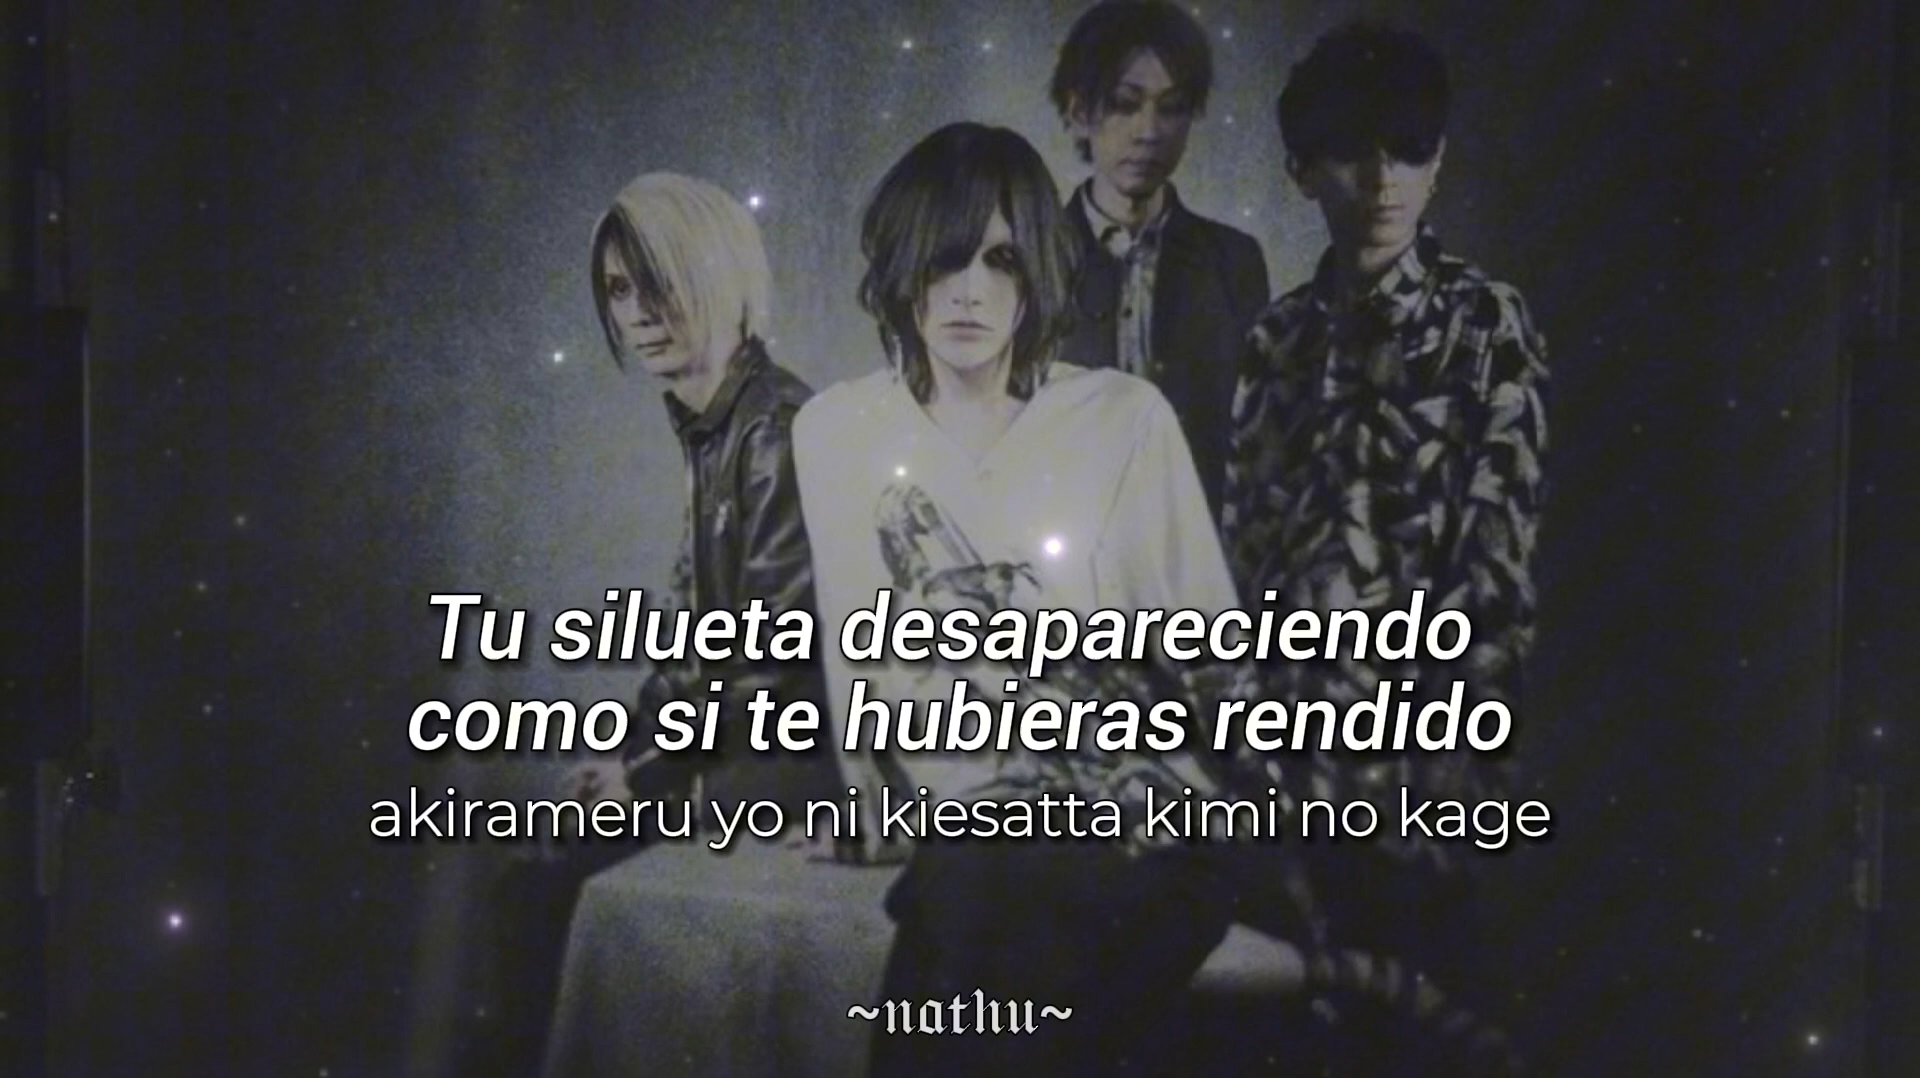 Tu silueta desapareciendo
como si te hubieras rendido
akirameru yo ni kiesatta kimi no kage
~nathu~